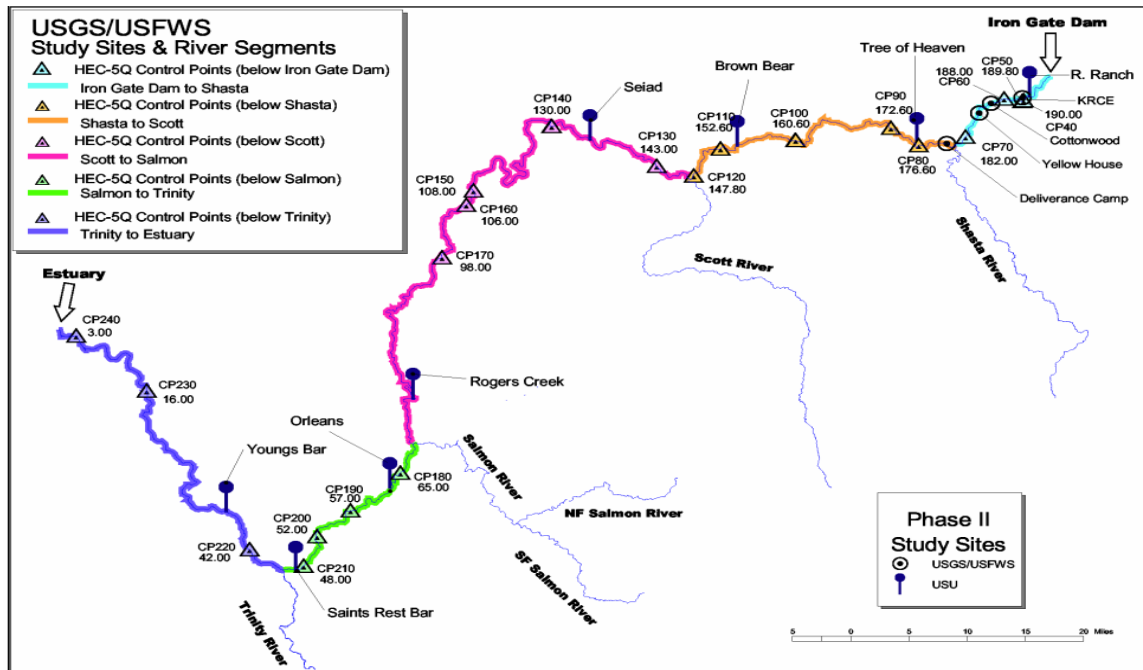 USGS/USFWS
Study Sites & River Segments
HEC-5Q Control Points (below Iron Gate Dam)
Iron Gate Dam to Shasta
HEC-5Q Control Points (below Shasta)
Shasta to Scott
HEC-5Q Control Points (below Scott)
Scott to Salmon
HEC-5Q Control Points (below Salmon)
Salmon to Trinity
HEC-5Q Control Points (below Trinity)
Trinity to Estuary
Iron Gate Dam
Tree of Heaven
CP50
189.80
188.00
CP60
R. Ranch
KRCE
190.00
CP40
Cottonwood
Yellow House
CP70
182.00
Deliverance Camp
CP90
172.60
CP80
176.60
Brown Bear
CP100
160.60
CP110
152.60
CP120
147.80
CP130
143.00
Seiad
CP140
130.00
CP150
108.00
CP160
106.00
CP170
98.00
Scott River
Shasta River
Estuary
CP240
3.00
CP230
16.00
Rogers Creek
Orleans
Youngs Bar
CP180
65.00
CP190
57.00
CP200
52.00
CP210
48.00
CP220
42.00
Saints Rest Bar
Trinity River
Salmon River
NF Salmon River
SF Salmon River
Phase II
Study Sites
USGS/USFWS
USU
5 0 5 10 15 20 Miles